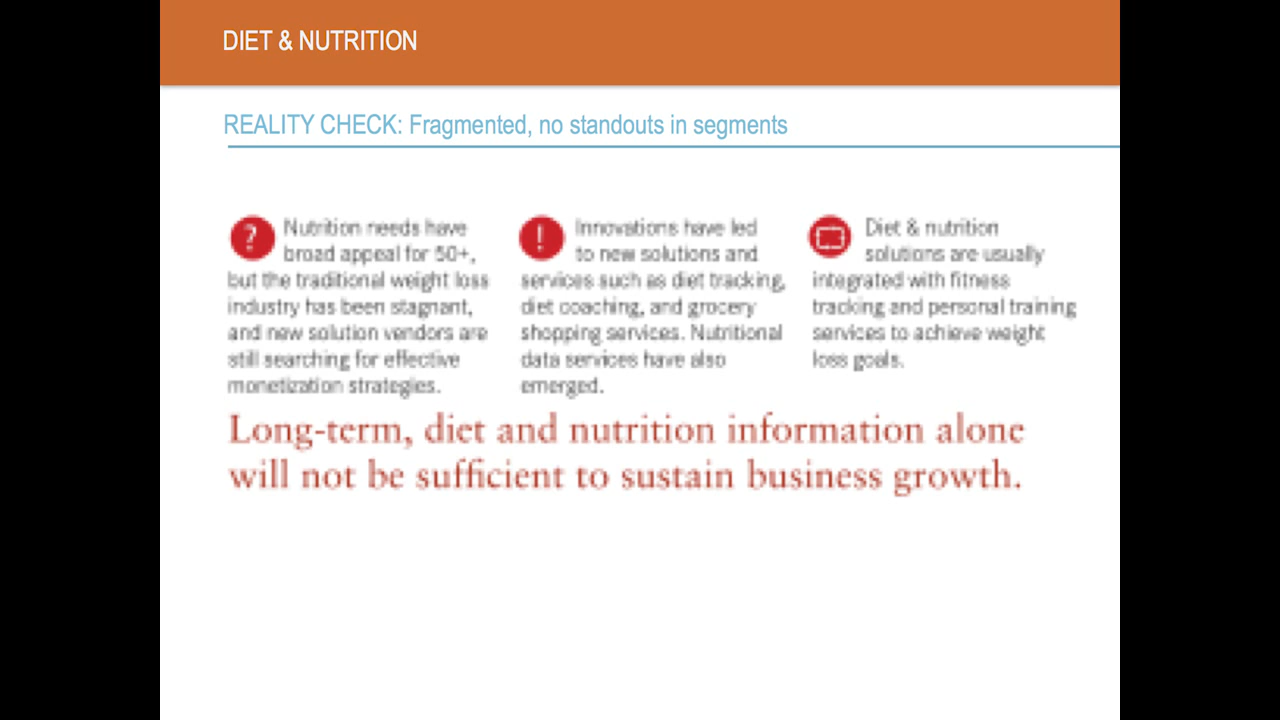 DIET & NUTRITION
REALITY CHECK: Fragmented, no standouts in segments
? Nutrition needs have
broad appeal for 50+,
but the traditional weight loss
industry has been stagnant,
and new solution vendors are
still searching for effective
monetization strategies.
! Innovations have led
to new solutions and
services such as diet tracking,
diet coaching, and grocery
shopping services. Nutritional
data services have also
emerged.
Diet & nutrition
solutions are usually
integrated with fitness
tracking and personal training
services to achieve weight
loss goals.
Long-term, diet and nutrition information alone
will not be sufficient to sustain business growth.